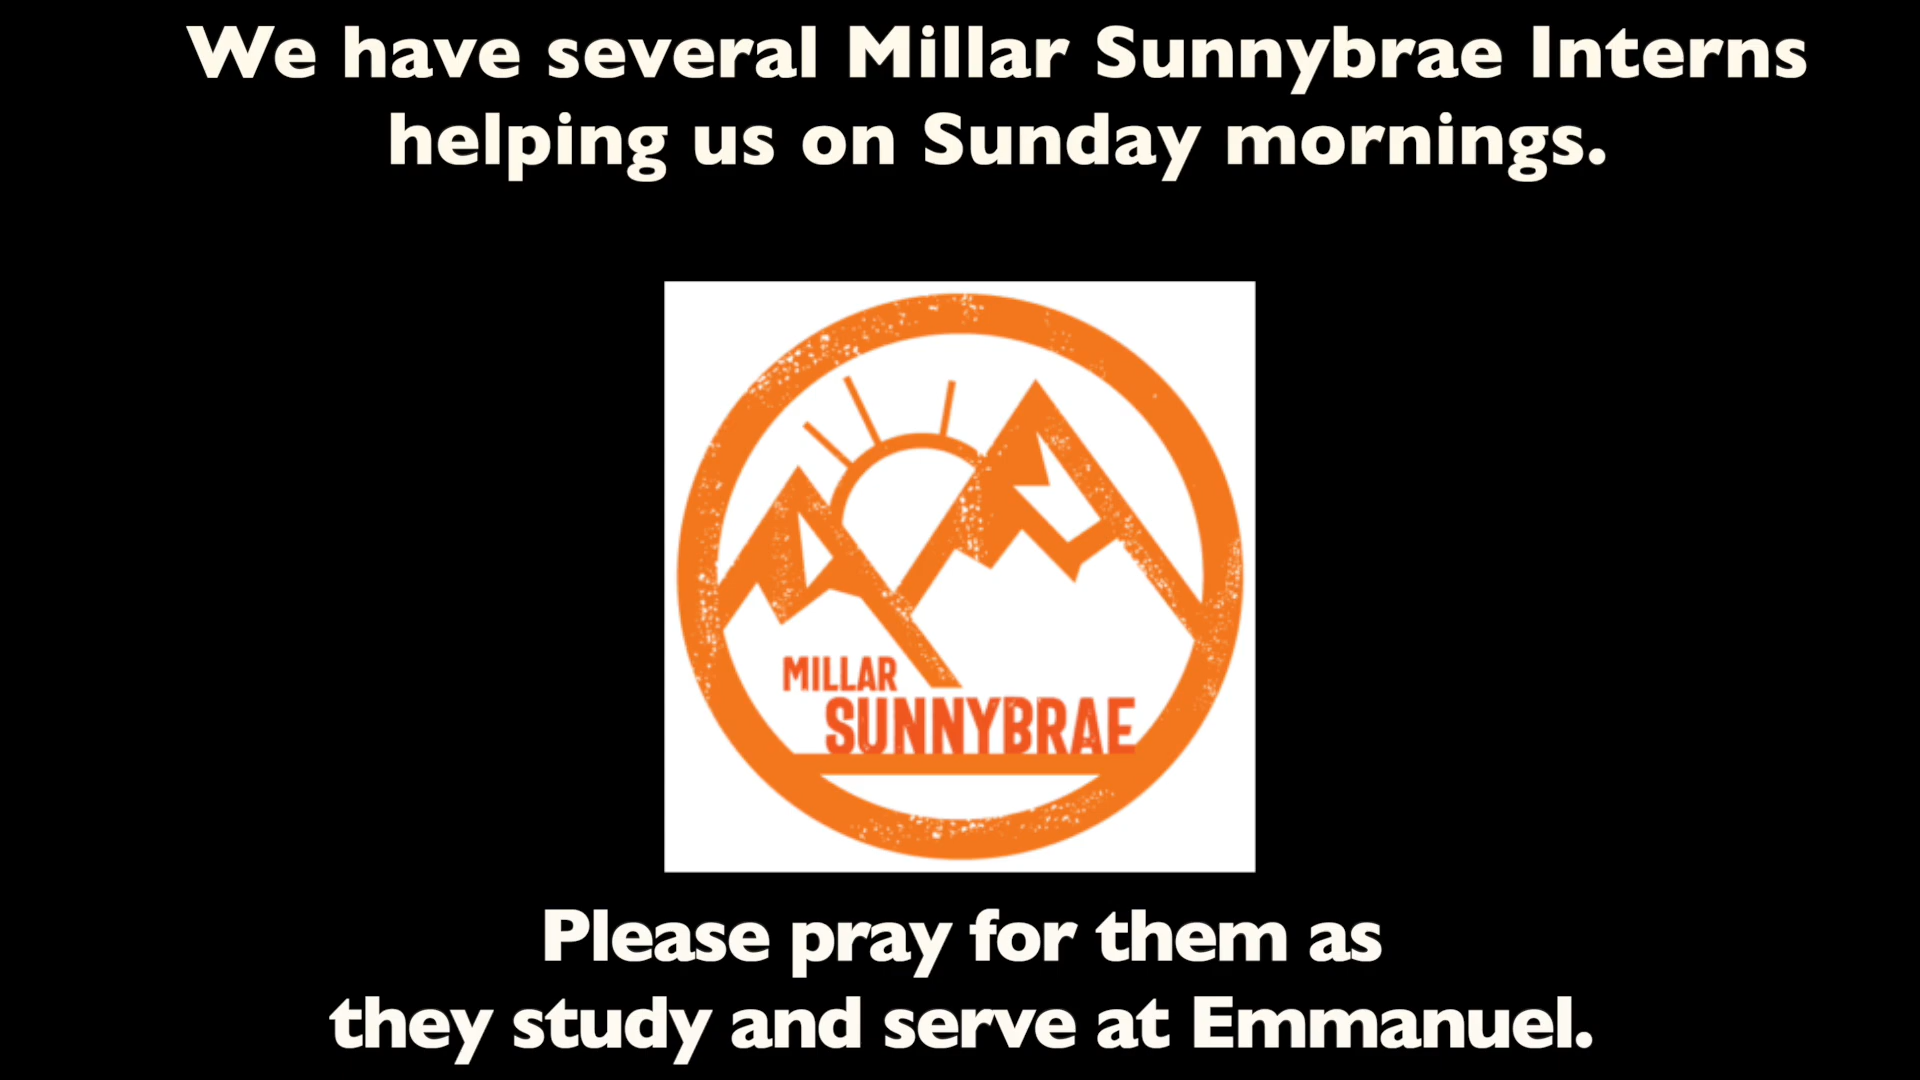 We have several Millar Sunnybrae Interns
helping us on Sunday mornings.
MILLAR
SUNNYBRAE
Please pray for them as
they study and serve at Emmanuel.